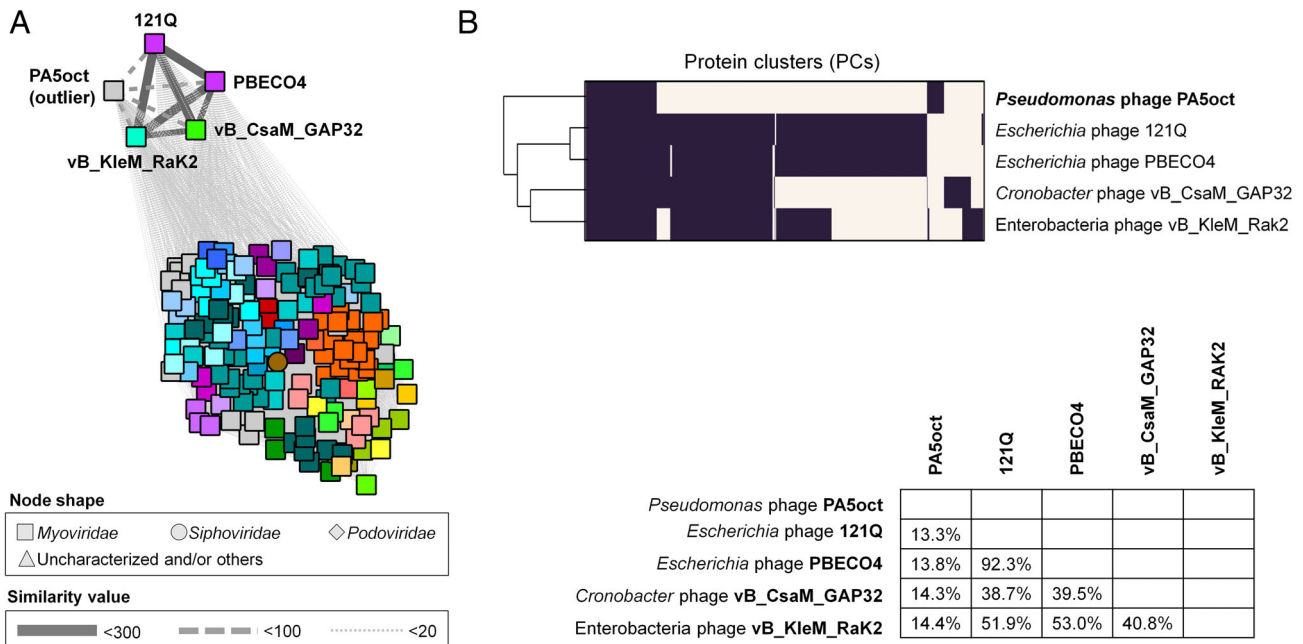 A
121Q
PA5oct
(outlier)
PBECO4
vB_CsaM_GAP32
vB_KleM_RaK2
Node shape
Myoviridae
Siphoviridae
Podoviridae
Uncharacterized and/or others
Similarity value
<300
<100
<20
B
Protein clusters (PCs)
Pseudomonas phage PA5oct
Escherichia phage 121Q
Escherichia phage PBECO4
Cronobacter phage vB_CsaM_GAP32
Enterobacteria phage vB_KleM_Rak2
PA5oct
121Q
PBECO4
vB_CsaM_GAP32
vB_KleM_RAK2
Pseudomonas phage PA5oct
Escherichia phage 121Q 13.3%
Escherichia phage PBECO4 13.8% 92.3%
Cronobacter phage vB_CsaM_GAP32 14.3% 38.7% 39.5%
Enterobacteria phage vB_KleM_RaK2 14.4% 51.9% 53.0% 40.8%